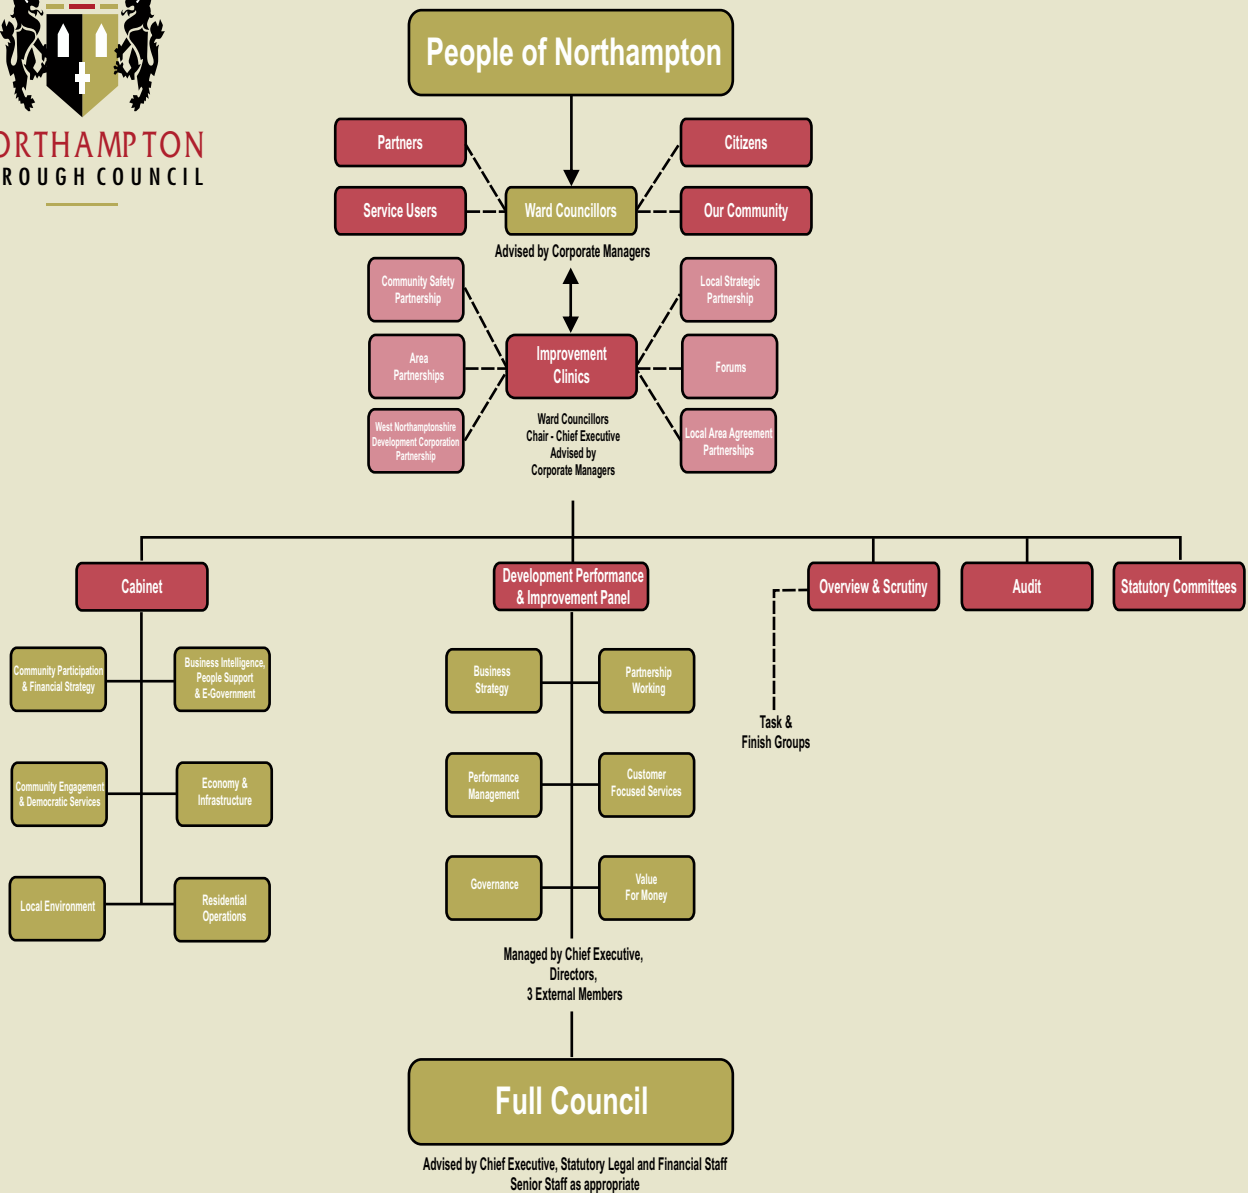 People of Northampton
ORTHAMPTON
ROUGH COUNCIL
Partners
Citizens
Service Users
Ward Councillors
Our Community
Advised by Corporate Managers
Community Safety
Partnership
Local Strategic
Partnership
Area
Partnerships
Improvement
Clinics
Forums
West Northamptonshire
Development Corporation
Partnership
Ward Councillors
Chair - Chief Executive
Advised by
Corporate Managers
Local Area Agreement
Partnerships
Cabinet
Development Performance
& Improvement Panel
Overview & Scrutiny
Audit
Statutory Committees
Community Participation
& Financial Strategy
Business Intelligence,
People Support
& E-Government
Business
Strategy
Partnership
Working
Task &
Finish Groups
Community Engagement
& Democratic Services
Economy &
Infrastructure
Performance
Management
Customer
Focused Services
Local Environment
Residential
Operations
Governance
Value
For Money
Managed by Chief Executive,
Directors,
3 External Members
Full Council
Advised by Chief Executive, Statutory Legal and Financial Staff
Senior Staff as appropriate